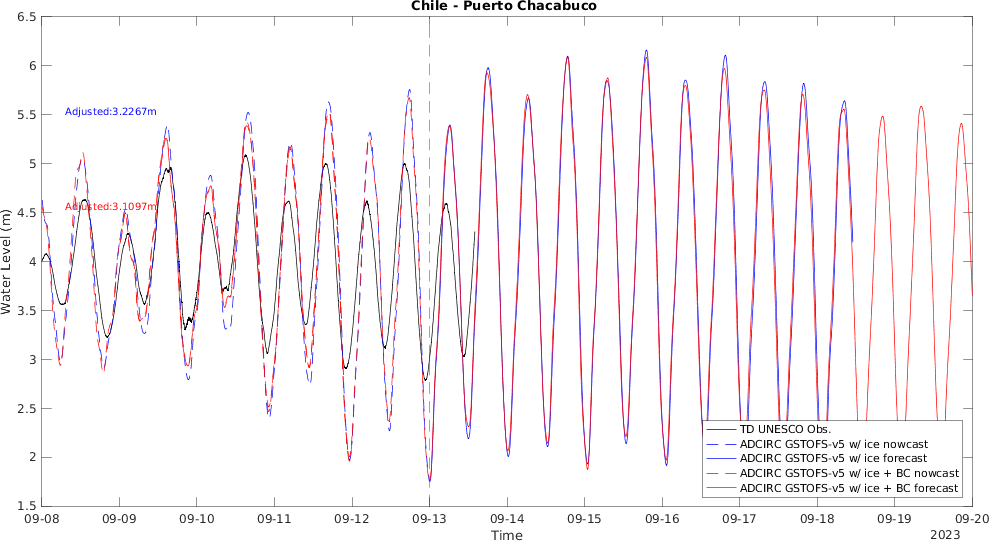 Chile - Puerto Chacabuco
6.5
6
5.5
5
4.5
4
3.5
3
2.5
2
1.5
Water Level (m)
Adjusted:3.2267m
Adjusted:3.1097m
TD UNESCO Obs.
ADCIRC GSTOFS-v5 w/ ice nowcast
ADCIRC GSTOFS-v5 w/ ice forecast
ADCIRC GSTOFS-v5 w/ ice + BC nowcast
ADCIRC GSTOFS-v5 w/ ice + BC forecast
09-08 09-09 09-10 09-11 09-12 09-13 09-14 09-15 09-16 09-17 09-18 09-19 09-20
Time
2023